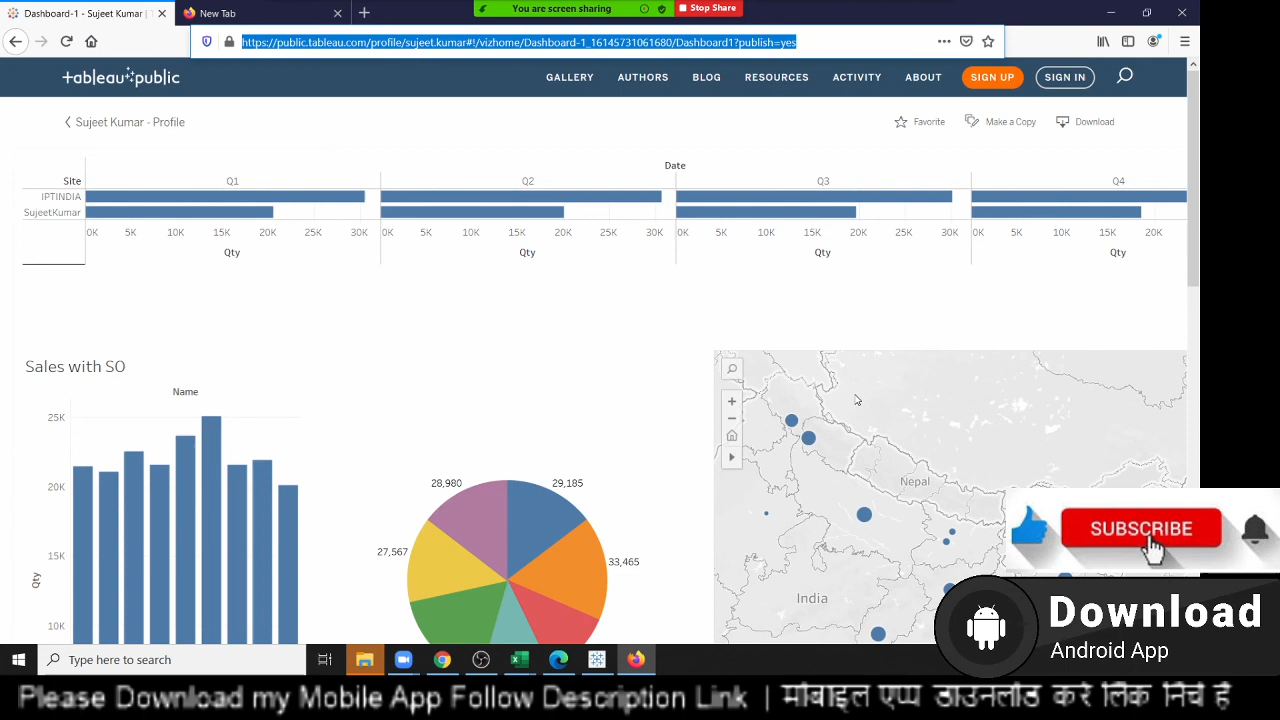 Dashboard-1 - Sujeet Kumar | T
New Tab
You are screen sharing
Stop Share
https://public.tableau.com/profile/sujeet.kumar#!/vizhome/Dashboard-1_16145731061680/Dashboard1?publish=yes
+ableau+public
GALLERY AUTHORS BLOG RESOURCES ACTIVITY ABOUT SIGN UP SIGN IN
Sujeet Kumar - Profile
Favorite Make a Copy Download
Date
Site Q1 Q2 Q3 Q4
IPTINDIA
SujeetKumar
0K 5K 10K 15K 20K 25K 30K 0K 5K 10K 15K 20K 25K 30K 0K 5K 10K 15K 20K 25K 30K 0K 5K 10K 15K 20K
Qty Qty Qty Qty
Sales with SO
Name
25K
20K
15K
10K
Qty
28,980 29,185
27,567 33,465
Nepal
India
SUBSCRIBE
Download
Android App
Type here to search
Please Download my Mobile App Follow Description Link | मोबाइल एप्प डाउनलोड करे लिंक निचे है